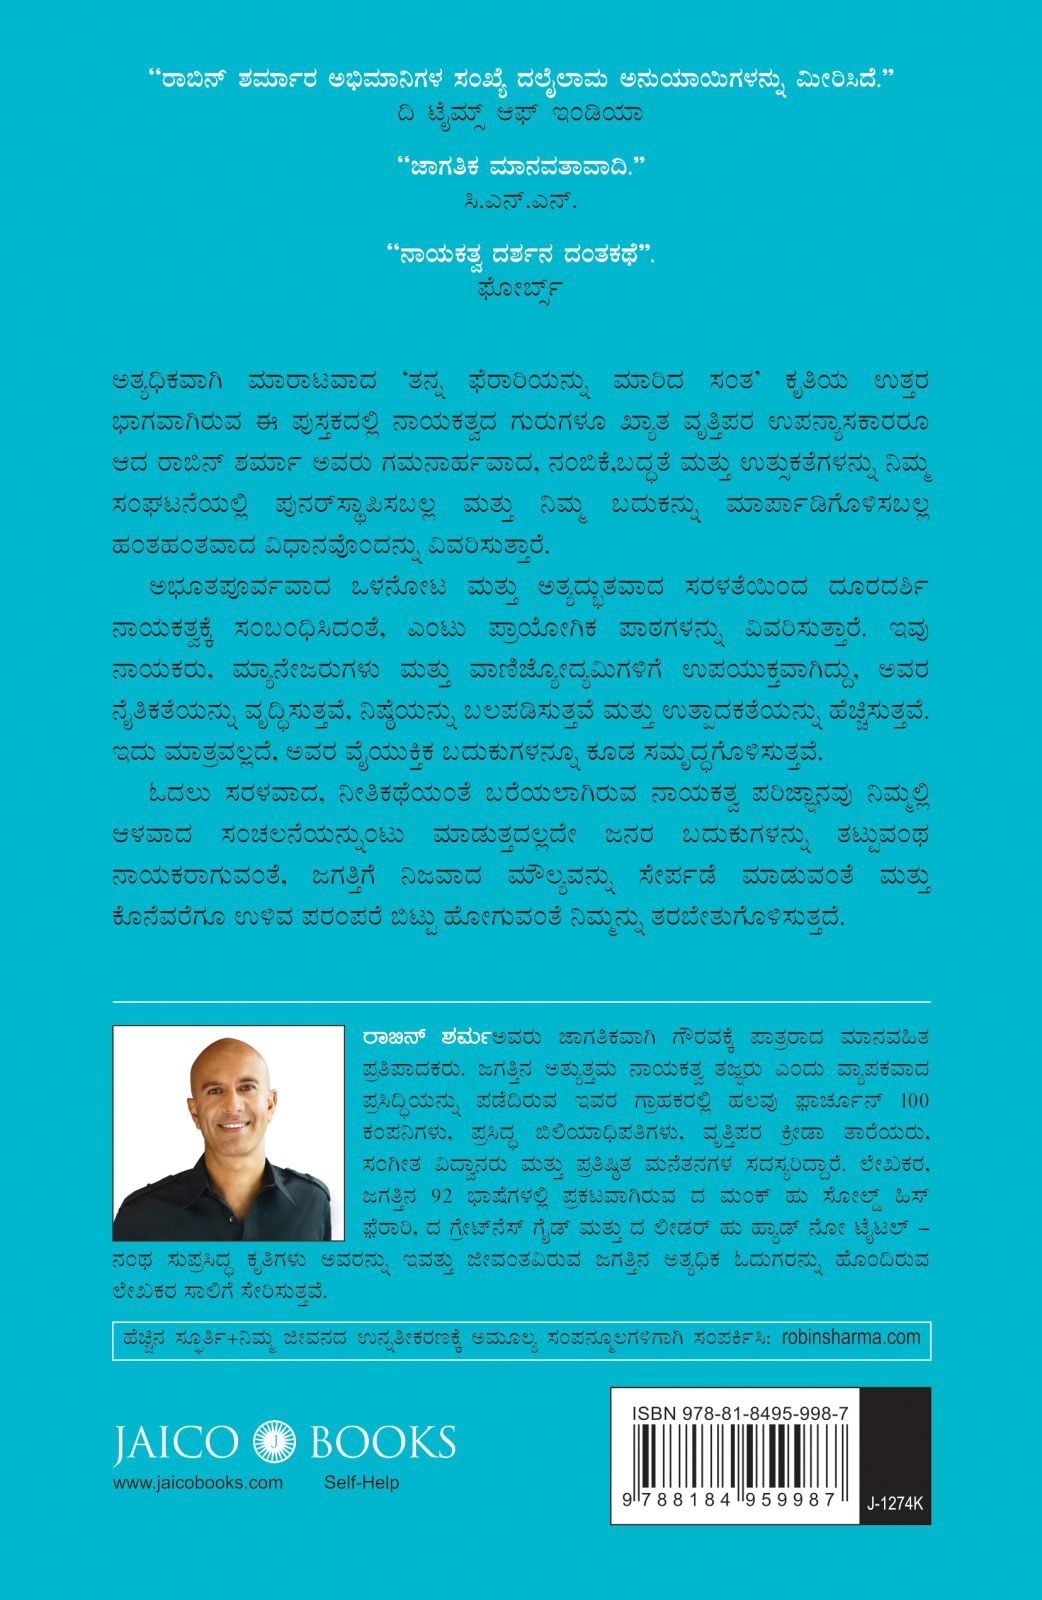 “ರಾಬಿನ್ ಶರ್ಮಾರ ಅಭಿಮಾನಿಗಳ ಸಂಖ್ಯೆ ದಲೈಲಾಮ ಅನುಯಾಯಿಗಳನ್ನು ಮೀರಿಸಿದೆ.”
ದಿ ಟೈಮ್ಸ್ ಆಫ್ ಇಂಡಿಯಾ
“ಜಾಗತಿಕ ಮಾನವತಾವಾದಿ.”
ಸಿ.ಎನ್.ಎನ್.
“ನಾಯಕತ್ವ ದರ್ಶನ ದಂತಕಥೆ”.
ಫೋರ್ಬ್ಸ್
ಅತ್ಯಧಿಕವಾಗಿ ಮಾರಾಟವಾದ ‘ತನ್ನ ಫೆರಾರಿಯನ್ನು ಮಾರಿದ ಸಂತ’ ಕೃತಿಯ ಉತ್ತರ
ಭಾಗವಾಗಿರುವ ಈ ಪುಸ್ತಕದಲ್ಲಿ ನಾಯಕತ್ವದ ಗುರುಗಳೂ ಖ್ಯಾತ ವೃತ್ತಿಪರ ಉಪನ್ಯಾಸಕಾರರೂ
ಆದ ರಾಬಿನ್ ಶರ್ಮಾ ಅವರು ಗಮನಾರ್ಹವಾದ, ನಂಬಿಕೆ,ಬದ್ಧತೆ ಮತ್ತು ಉತ್ಸುಕತೆಗಳನ್ನು ನಿಮ್ಮ
ಸಂಘಟನೆಯಲ್ಲಿ ಪುನರ್‌ಸ್ಥಾಪಿಸಬಲ್ಲ ಮತ್ತು ನಿಮ್ಮ ಬದುಕನ್ನು ಮಾರ್ಪಾಡಿಗೊಳಿಸಬಲ್ಲ
ಹಂತಹಂತವಾದ ವಿಧಾನವೊಂದನ್ನು ವಿವರಿಸುತ್ತಾರೆ.
ಅಭೂತಪೂರ್ವವಾದ ಒಳನೋಟ ಮತ್ತು ಅತ್ಯದ್ಭುತವಾದ ಸರಳತೆಯಿಂದ ದೂರದರ್ಶಿ
ನಾಯಕತ್ವಕ್ಕೆ ಸಂಬಂಧಿಸಿದಂತೆ, ಎಂಟು ಪ್ರಾಯೋಗಿಕ ಪಾಠಗಳನ್ನು ವಿವರಿಸುತ್ತಾರೆ. ಇವು
ನಾಯಕರು, ಮ್ಯಾನೇಜರುಗಳು ಮತ್ತು ವಾಣಿಜ್ಯೋದ್ಯಮಿಗಳಿಗೆ ಉಪಯುಕ್ತವಾಗಿದ್ದು, ಅವರ
ನೈತಿಕತೆಯನ್ನು ವೃದ್ಧಿಸುತ್ತವೆ, ನಿಷ್ಠೆಯನ್ನು ಬಲಪಡಿಸುತ್ತವೆ ಮತ್ತು ಉತ್ಪಾದಕತೆಯನ್ನು ಹೆಚ್ಚಿಸುತ್ತವೆ.
ಇದು ಮಾತ್ರವಲ್ಲದೆ, ಅವರ ವೈಯುಕ್ತಿಕ ಬದುಕುಗಳನ್ನೂ ಕೂಡ ಸಮೃದ್ಧಗೊಳಿಸುತ್ತವೆ.
ಓದಲು ಸರಳವಾದ, ನೀತಿಕಥೆಯಂತೆ ಬರೆಯಲಾಗಿರುವ ನಾಯಕತ್ವ ಪರಿಜ್ಞಾನವು ನಿಮ್ಮಲ್ಲಿ
ಆಳವಾದ ಸಂಚಲನೆಯನ್ನುಂಟು ಮಾಡುತ್ತದಲ್ಲದೇ ಜನರ ಬದುಕುಗಳನ್ನು ತಟ್ಟುವಂಥ
ನಾಯಕರಾಗುವಂತೆ, ಜಗತ್ತಿಗೆ ನಿಜವಾದ ಮೌಲ್ಯವನ್ನು ಸೇರ್ಪಡೆ ಮಾಡುವಂತೆ ಮತ್ತು
ಕೊನೆವರೆಗೂ ಉಳಿವ ಪರಂಪರೆ ಬಿಟ್ಟು ಹೋಗುವಂತೆ ನಿಮ್ಮನ್ನು ತರಬೇತುಗೊಳಿಸುತ್ತದೆ.
ರಾಬಿನ್ ಶರ್ಮಅವರು ಜಾಗತಿಕವಾಗಿ ಗೌರವಕ್ಕೆ ಪಾತ್ರರಾದ ಮಾನವಹಿತ
ಪ್ರತಿಪಾದಕರು. ಜಗತ್ತಿನ ಅತ್ಯುತ್ತಮ ನಾಯಕತ್ವ ತಜ್ಞರು ಎಂದು ವ್ಯಾಪಕವಾದ
ಪ್ರಸಿದ್ಧಿಯನ್ನು ಪಡೆದಿರುವ ಇವರ ಗ್ರಾಹಕರಲ್ಲಿ ಹಲವು ಫ಼ಾರ್ಚೂನ್ 100
ಕಂಪನಿಗಳು, ಪ್ರಸಿದ್ಧ ಬಿಲಿಯಾಧಿಪತಿಗಳು, ವೃತ್ತಿಪರ ಕ್ರೀಡಾ ತಾರೆಯರು,
ಸಂಗೀತ ವಿದ್ವಾನರು ಮತ್ತು ಪ್ರತಿಷ್ಠಿತ ಮನೆತನಗಳ ಸದಸ್ಯರಿದ್ದಾರೆ. ಲೇಖಕರ,
ಜಗತ್ತಿನ 92 ಭಾಷೆಗಳಲ್ಲಿ ಪ್ರಕಟವಾಗಿರುವ ದ ಮಂಕ್ ಹು ಸೋಲ್ಡ್ ಹಿಸ್
ಫ಼ೆರಾರಿ, ದ ಗ್ರೇಟ್‌ನೆಸ್ ಗೈಡ್ ಮತ್ತು ದ ಲೀಡರ್ ಹು ಹ್ಯಾಡ್ ನೋ ಟೈಟಲ್ –
ನಂಥ ಸುಪ್ರಸಿದ್ಧ ಕೃತಿಗಳು ಅವರನ್ನು ಇವತ್ತು ಜೀವಂತವಿರುವ ಜಗತ್ತಿನ ಅತ್ಯಧಿಕ ಓದುಗರನ್ನು ಹೊಂದಿರುವ
ಲೇಖಕರ ಸಾಲಿಗೆ ಸೇರಿಸುತ್ತವೆ.
ಹೆಚ್ಚಿನ ಸ್ಫೂರ್ತಿ+ನಿಮ್ಮ ಜೀವನದ ಉನ್ನತೀಕರಣಕ್ಕೆ ಅಮೂಲ್ಯ ಸಂಪನ್ಮೂಲಗಳಿಗಾಗಿ ಸಂಪರ್ಕಿಸಿ: robinsharma.com
JAICO J BOOKS
www.jaicobooks.com Self-Help
ISBN 978-81-8495-998-7
9 788184 959987
J-1274K